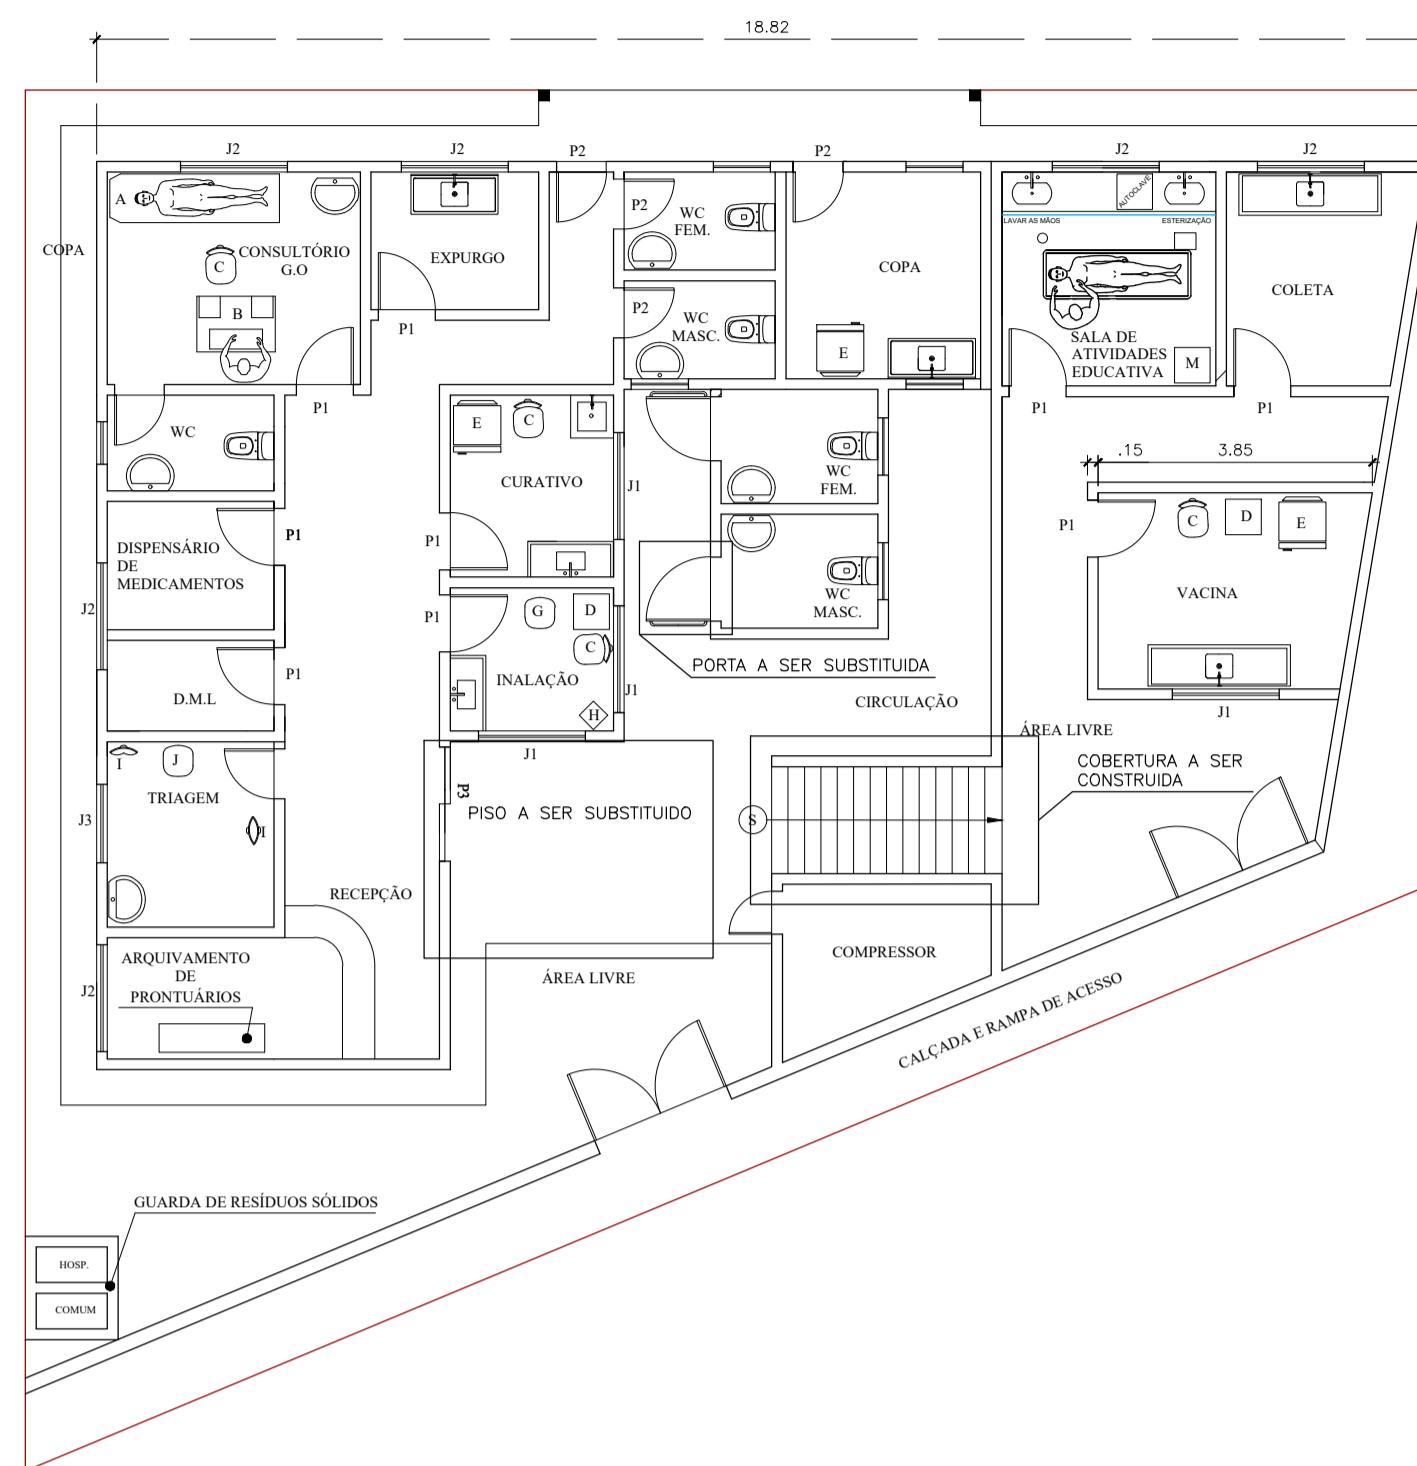 18.82
J2
J2
P2
P2
J2
J2
A
COPA
C
CONSULTÓRIO
G.O
B
EXPURGO
P1
P2
WC
FEM.
P2
WC
MASC.
COPA
E
AUTOCLAVE
LAVAR AS MÃOS
ESTERIZAÇÃO
SALA DE
ATIVIDADES
EDUCATIVA
M
COLETA
P1
P1
P1
WC
E
C
CURATIVO
J1
P1
WC
FEM.
.15
3.85
P1
C
D
E
VACINA
J1
P1
DISPENSÁRIO
DE
MEDICAMENTOS
J2
P1
G
D
C
INALAÇÃO
H
J1
J1
WC
MASC.
PORTA A SER SUBSTITUIDA
CIRCULAÇÃO
ÁREA LIVRE
COBERTURA A SER
CONSTRUIDA
P1
D.M.L
I
J
TRIAGEM
I
J3
P3
PISO A SER SUBSTITUIDO
S
RECEPÇÃO
COMPRESSOR
ÁREA LIVRE
ARQUIVAMENTO
DE
PRONTUÁRIOS
J2
CALÇADA E RAMPA DE ACESSO
GUARDA DE RESÍDUOS SÓLIDOS
HOSP.
COMUM